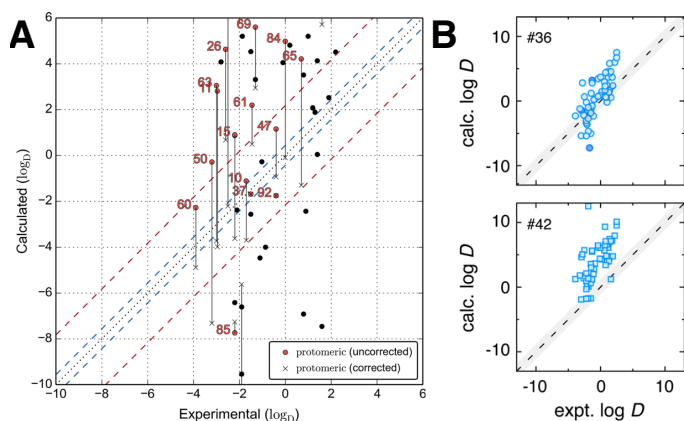 A
6
4
2
0
−2
−4
−6
−8
−10
Calculated (log_D)
69
84
26
65
63
11
61
47
15
50
10
37
92
60
85
protomeric (uncorrected)
protomeric (corrected)
−10 −8 −6 −4 −2 0 2 4 6
Experimental (log_D)
B
#36
10
0
-10
calc. log D
#42
10
0
-10
calc. log D
-10 0 10
expt. log D